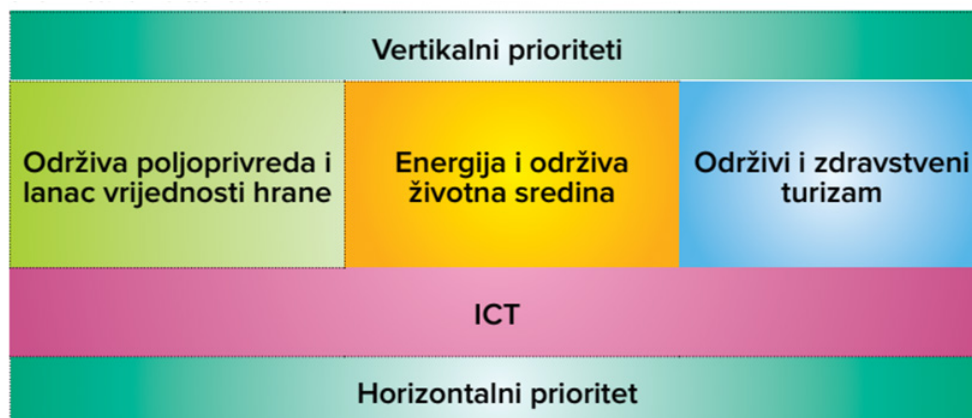 Vertikalni prioriteti
Održiva poljoprivreda i
lanac vrijednosti hrane
Energija i održiva
životna sredina
Održivi i zdravstveni
turizam
ICT
Horizontalni prioritet